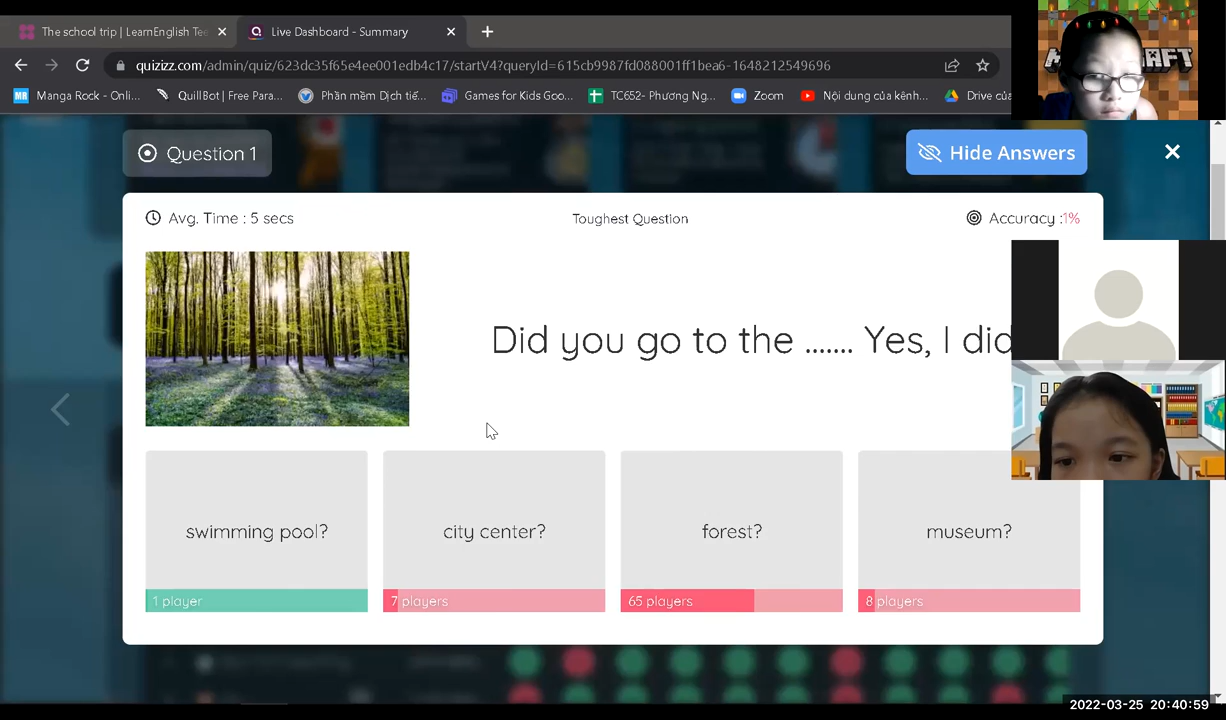 The school trip | LearnEnglish Tee
Live Dashboard - Summary
quizizz.com/admin/quiz/623dc35f65e4ee001edb4c17/startV4?queryId=615cb9987fd088001ff1bea6-1648212549696
MR Manga Rock - Onli...
QuillBot | Free Para...
Phần mềm Dịch tiế...
Games for Kids Goo...
TC652- Phương Ng...
Zoom
Nội dung của kênh...
Drive của
Question 1
Hide Answers
Avg. Time : 5 secs
Toughest Question
Accuracy :1%
Did you go to the ....... Yes, I did
swimming pool?
city center?
forest?
museum?
1 player
7 players
65 players
8 players
2022-03-25 20:40:59